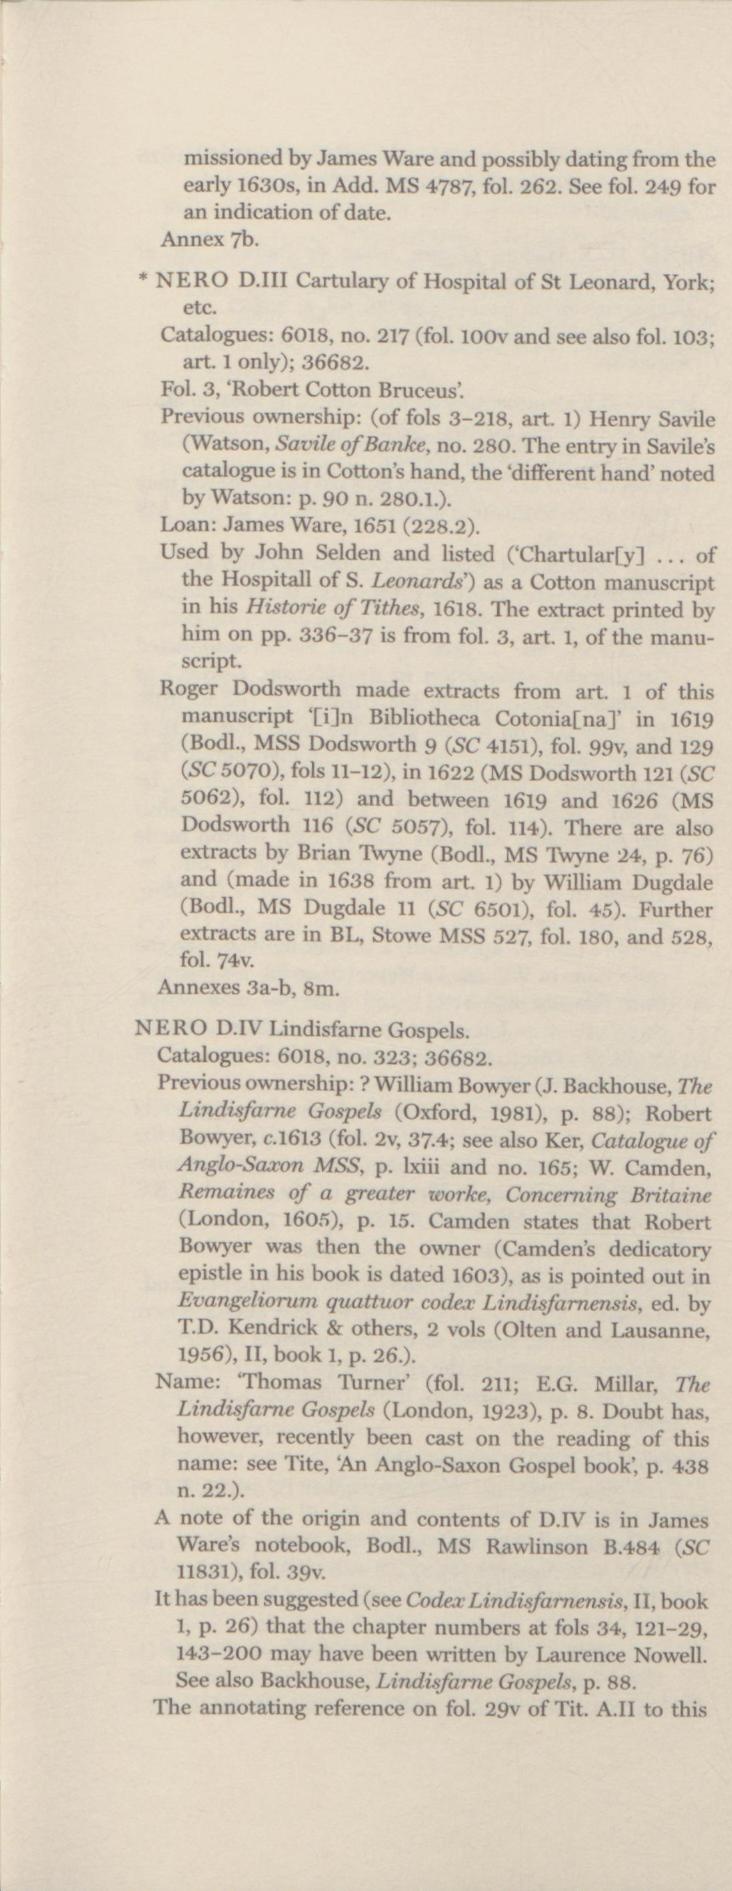 missioned by James Ware and possibly dating from the
early 1630s, in Add. MS 4787, fol. 262. See fol. 249 for
an indication of date.
Annex 7b.
* NERO D.III Cartulary of Hospital of St Leonard, York;
etc.
Catalogues: 6018, no. 217 (fol. 100v and see also fol. 103;
art. 1 only); 36682.
Fol. 3, ‘Robert Cotton Bruceus’.
Previous ownership: (of fols 3–218, art. 1) Henry Savile
(Watson, Savile of Banke, no. 280. The entry in Savile’s
catalogue is in Cotton’s hand, the ‘different hand’ noted
by Watson: p. 90 n. 280.1.).
Loan: James Ware, 1651 (228.2).
Used by John Selden and listed (‘Chartular[y] ... of
the Hospitall of S. Leonards’) as a Cotton manuscript
in his Historie of Tithes, 1618. The extract printed by
him on pp. 336–37 is from fol. 3, art. 1, of the manu-
script.
Roger Dodsworth made extracts from art. 1 of this
manuscript ‘[i]n Bibliotheca Cotonia[na]’ in 1619
(Bodl., MSS Dodsworth 9 (SC 4151), fol. 99v, and 129
(SC 5070), fols 11–12), in 1622 (MS Dodsworth 121 (SC
5062), fol. 112) and between 1619 and 1626 (MS
Dodsworth 116 (SC 5057), fol. 114). There are also
extracts by Brian Twyne (Bodl., MS Twyne 24, p. 76)
and (made in 1638 from art. 1) by William Dugdale
(Bodl., MS Dugdale 11 (SC 6501), fol. 45). Further
extracts are in BL, Stowe MSS 527, fol. 180, and 528,
fol. 74v.
Annexes 3a-b, 8m.
NERO D.IV Lindisfarne Gospels.
Catalogues: 6018, no. 323; 36682.
Previous ownership: ? William Bowyer (J. Backhouse, The
Lindisfarne Gospels (Oxford, 1981), p. 88); Robert
Bowyer, c.1613 (fol. 2v, 37.4; see also Ker, Catalogue of
Anglo-Saxon MSS, p. lxiii and no. 165; W. Camden,
Remaines of a greater worke, Concerning Britaine
(London, 1605), p. 15. Camden states that Robert
Bowyer was then the owner (Camden’s dedicatory
epistle in his book is dated 1603), as is pointed out in
Evangeliorum quattuor codex Lindisfarnensis, ed. by
T.D. Kendrick & others, 2 vols (Olten and Lausanne,
1956), II, book 1, p. 26.).
Name: ‘Thomas Turner’ (fol. 211; E.G. Millar, The
Lindisfarne Gospels (London, 1923), p. 8. Doubt has,
however, recently been cast on the reading of this
name: see Tite, ‘An Anglo-Saxon Gospel book’, p. 438
n. 22.).
A note of the origin and contents of D.IV is in James
Ware’s notebook, Bodl., MS Rawlinson B.484 (SC
11831), fol. 39v.
It has been suggested (see Codex Lindisfarnensis, II, book
1, p. 26) that the chapter numbers at fols 34, 121–29,
143–200 may have been written by Laurence Nowell.
See also Backhouse, Lindisfarne Gospels, p. 88.
The annotating reference on fol. 29v of Tit. A.II to this